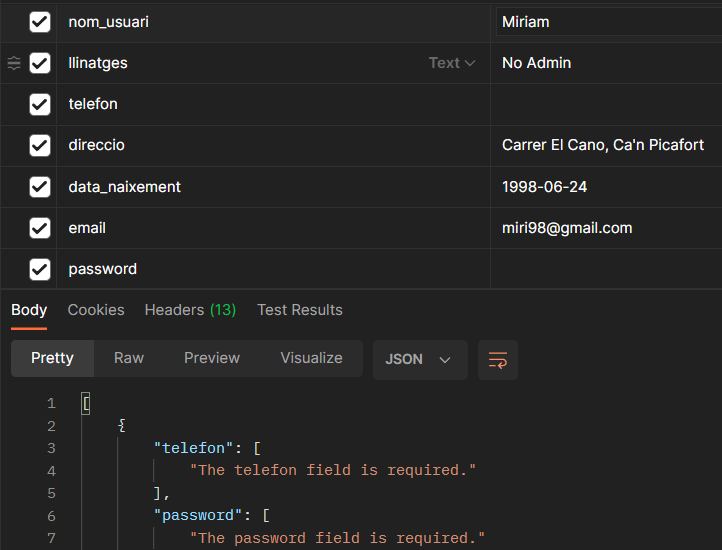 nom_usuari Miriam
llinatges Text No Admin
telefon
direccio Carrer El Cano, Ca'n Picafort
data_naixement 1998-06-24
email miri98@gmail.com
password
Body Cookies Headers (13) Test Results
Pretty Raw Preview Visualize JSON
1 [
2 {
3 "telefon": [
4 "The telefon field is required."
5 ],
6 "password": [
7 "The password field is required."